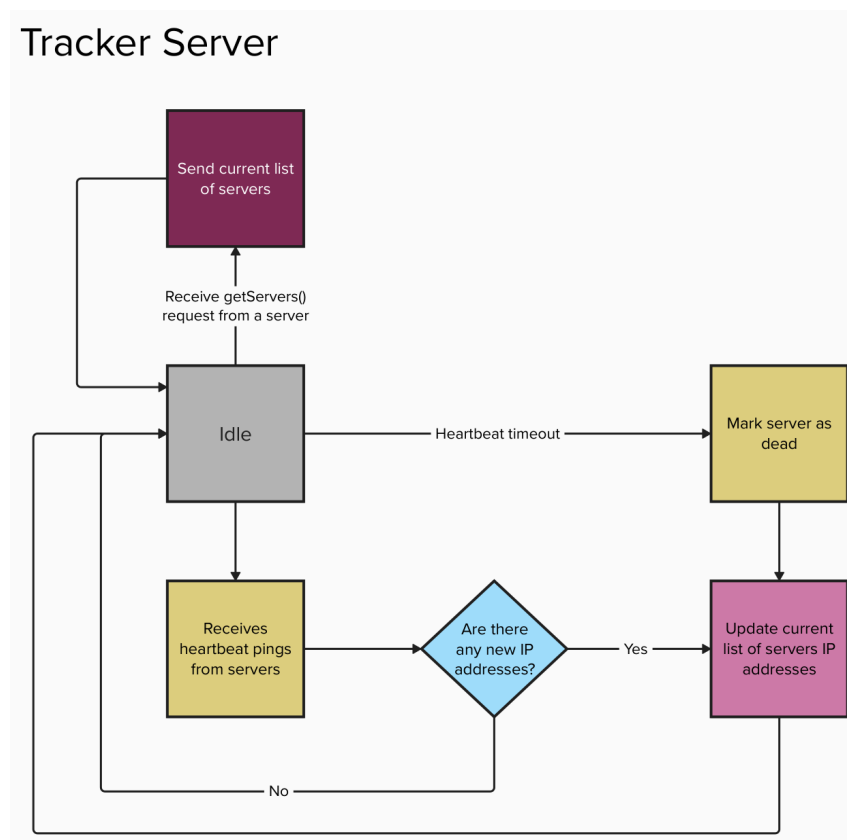 Tracker Server
Send current list
of servers
Receive getServers()
request from a server
Idle
Heartbeat timeout
Mark server as
dead
Receives
heartbeat pings
from servers
Are there
any new IP
addresses?
Yes
Update current
list of servers IP
addresses
No